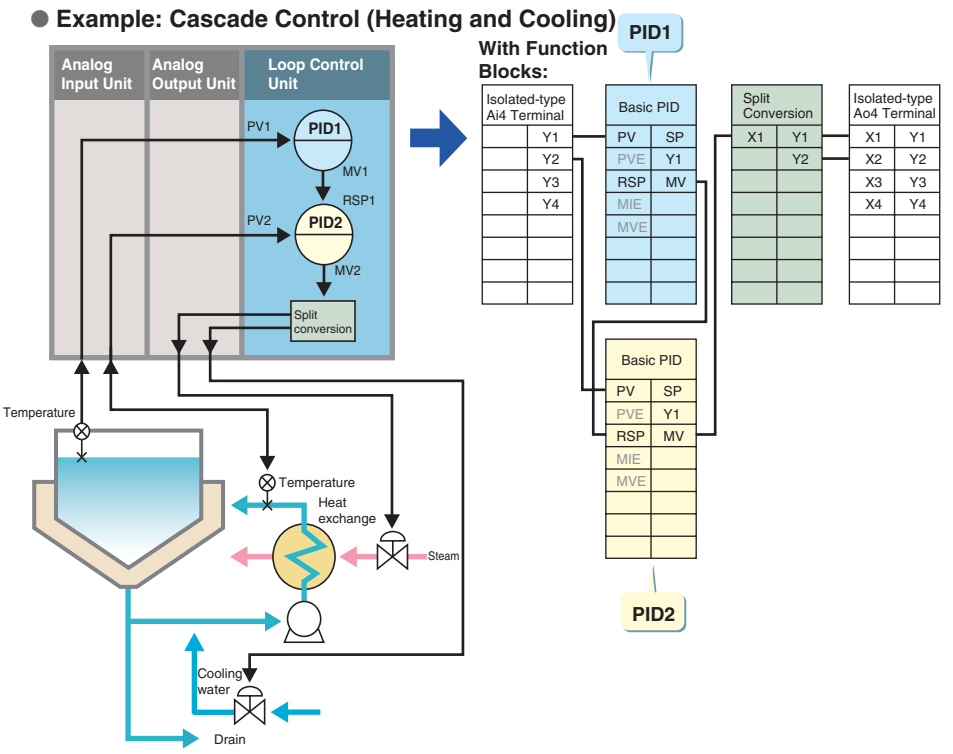 ● Example: Cascade Control (Heating and Cooling)
Analog
Input Unit
Analog
Output Unit
Loop Control
Unit
PV1
PID1
MV1
RSP1
PV2
PID2
MV2
Split
conversion
Temperature
Temperature
Heat
exchange
Steam
Cooling
water
Drain
With Function
Blocks:
PID1
Isolated-type
Ai4 Terminal
Y1
Y2
Y3
Y4
Basic PID
PV SP
PVE Y1
RSP MV
MIE
MVE
Split
Conversion
X1 Y1
Y2
Isolated-type
Ao4 Terminal
X1 Y1
X2 Y2
X3 Y3
X4 Y4
Basic PID
PV SP
PVE Y1
RSP MV
MIE
MVE
PID2